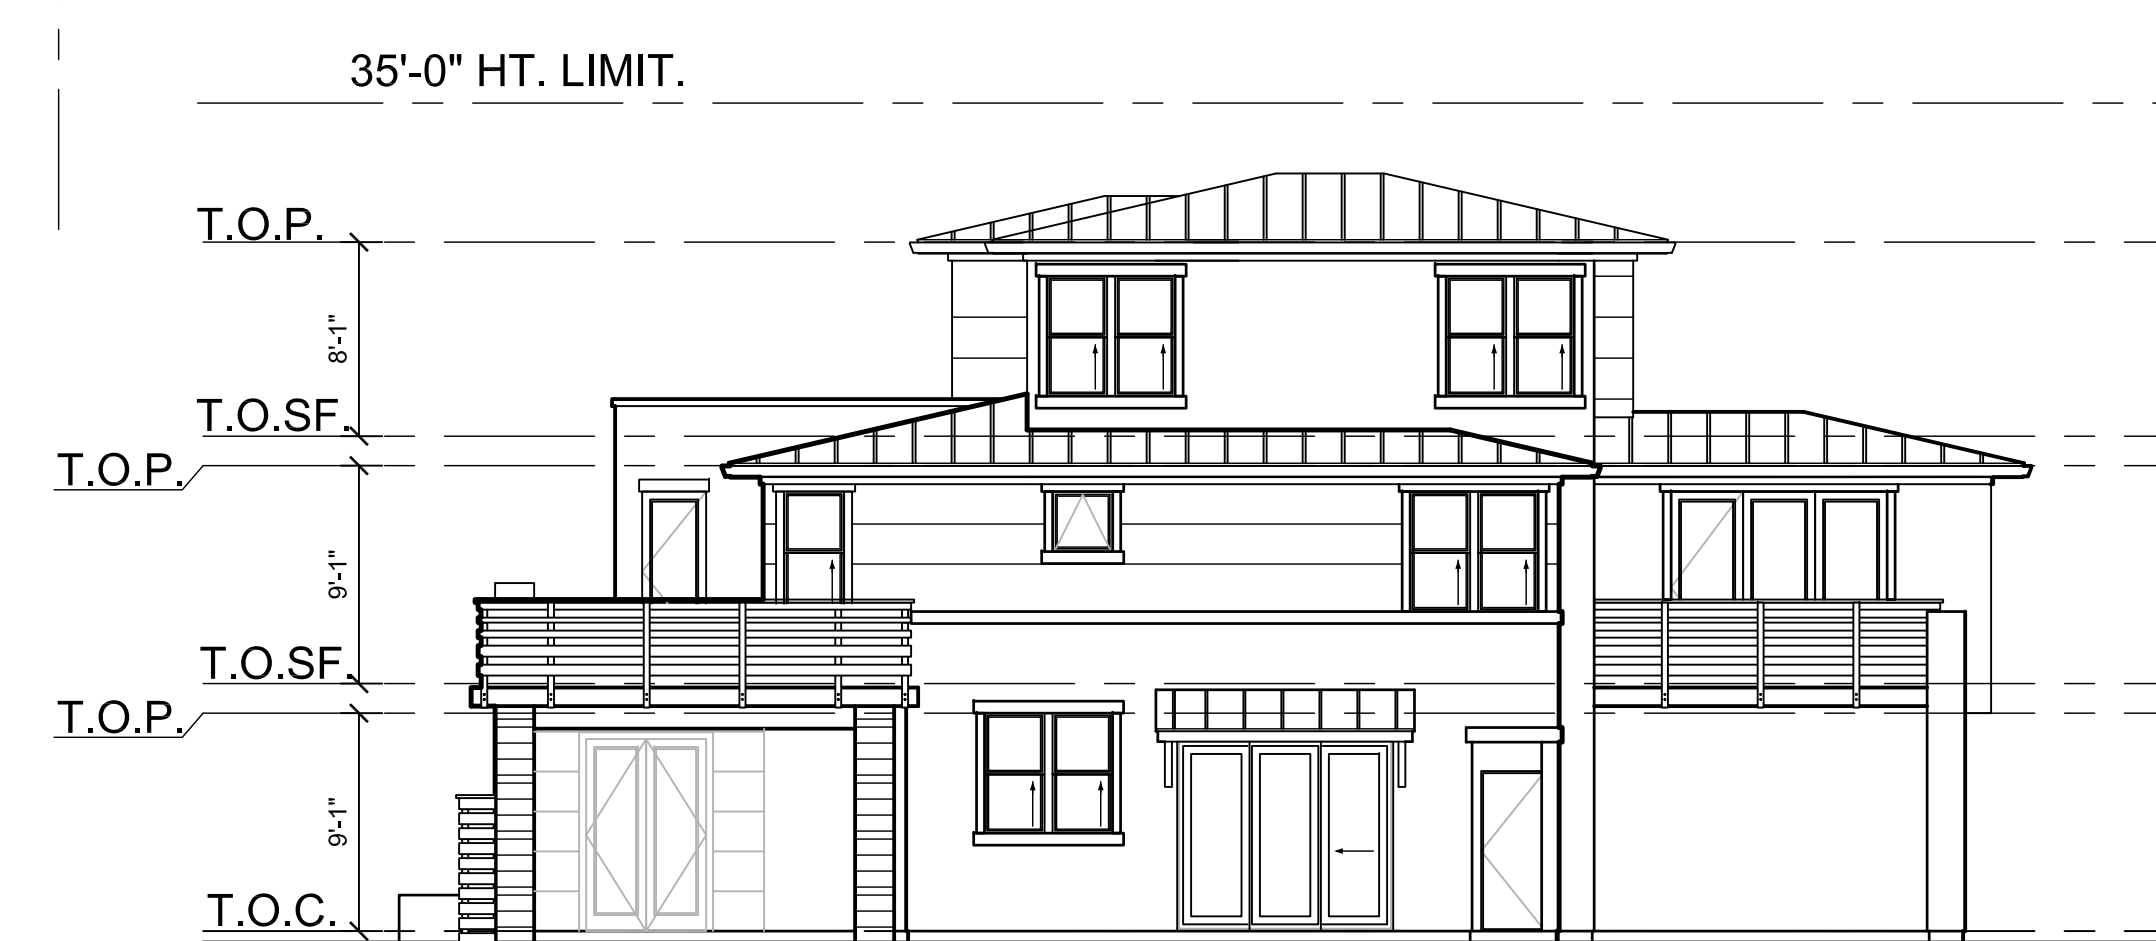 35'-0" HT. LIMIT.
T.O.P.
8'-1"
T.O.SF.
T.O.P.
9'-1"
T.O.SF.
T.O.P.
9'-1"
T.O.C.